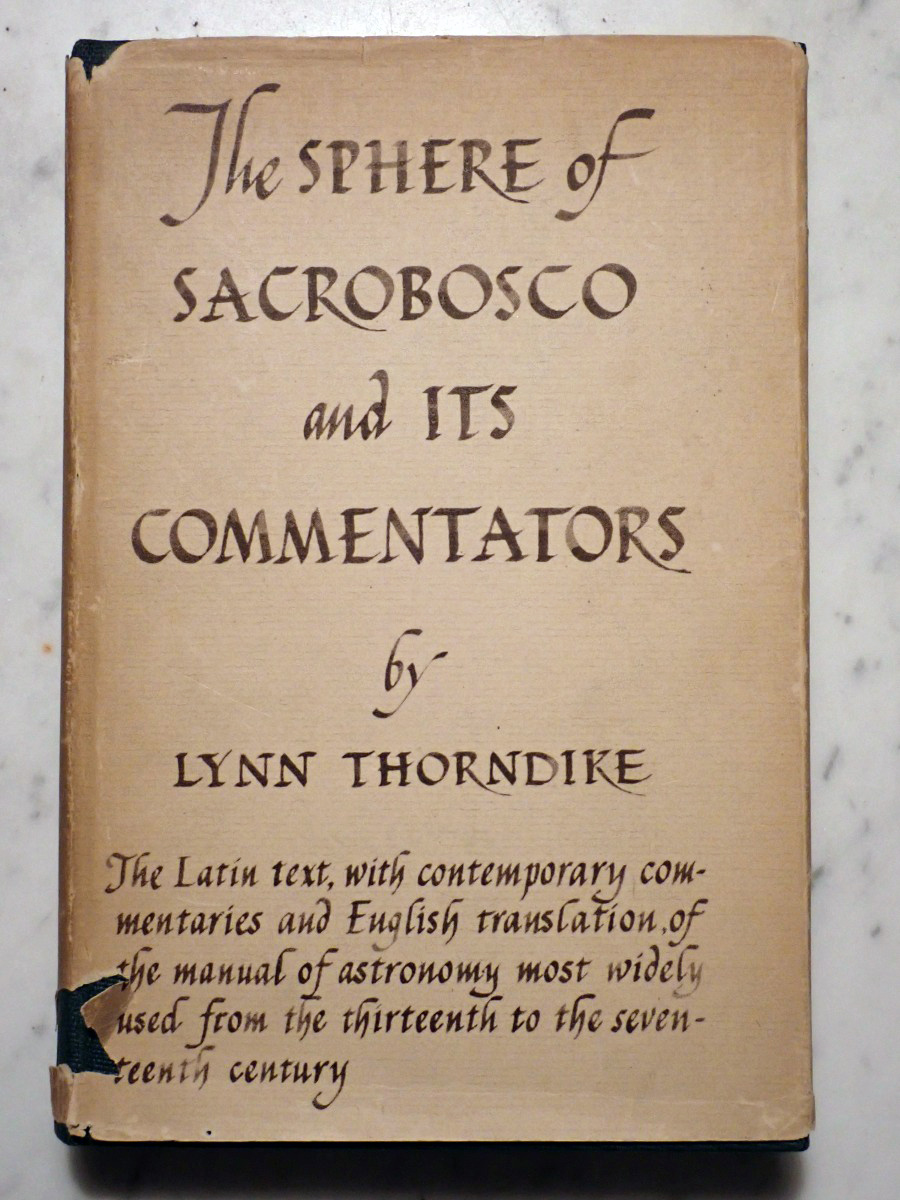 The SPHERE of
SACROBOSCO
and ITS
COMMENTATORS
by
LYNN THORNDIKE
The Latin text, with contemporary com-
mentaries and English translation, of
the manual of astronomy most widely
used from the thirteenth to the seven-
teenth century